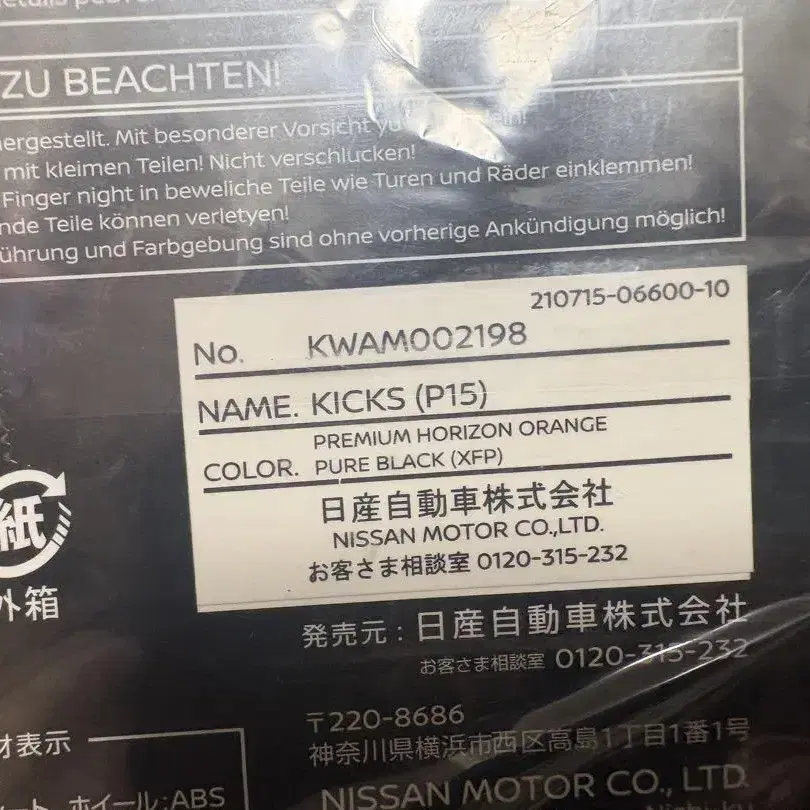 ZU BEACHTEN!
hergestellt. Mit besonderer Vorsicht
mit kleimen Teilen! Nicht verschlucken!
Finger night in beweliche Teile wie Turen und Räder einklemmen!
nde Teile können verletyen!
ührung und Farbgebung sind ohne vorherige Ankündigung möglich!
210715-06600-10
No. KWAM002198
NAME. KICKS (P15)
PREMIUM HORIZON ORANGE
COLOR. PURE BLACK (XFP)
日産自動車株式会社
NISSAN MOTOR CO.,LTD.
お客さま相談室 0120-315-232
紙
外箱
発売元：日産自動車株式会社
お客さま相談室 0120-315-232
〒220-8686
神奈川県横浜市西区高島1丁目1番1号
NISSAN MOTOR CO., LTD.
材表示
ート、ホイール:ABS